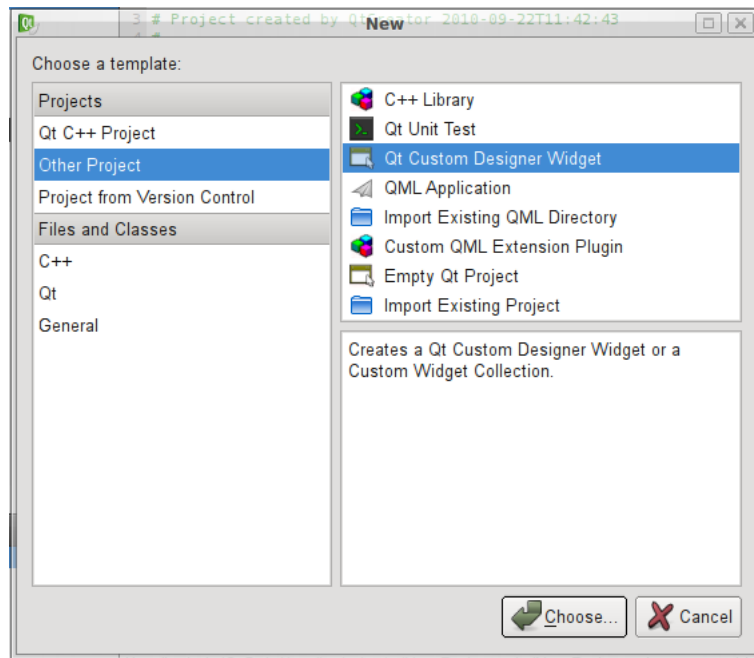 3 # Project created by QtCreator 2010-09-22T11:42:43
New
Choose a template:
Projects
Qt C++ Project
Other Project
Project from Version Control
Files and Classes
C++
Qt
General
C++ Library
Qt Unit Test
Qt Custom Designer Widget
QML Application
Import Existing QML Directory
Custom QML Extension Plugin
Empty Qt Project
Import Existing Project
Creates a Qt Custom Designer Widget or a
Custom Widget Collection.
Choose...
Cancel